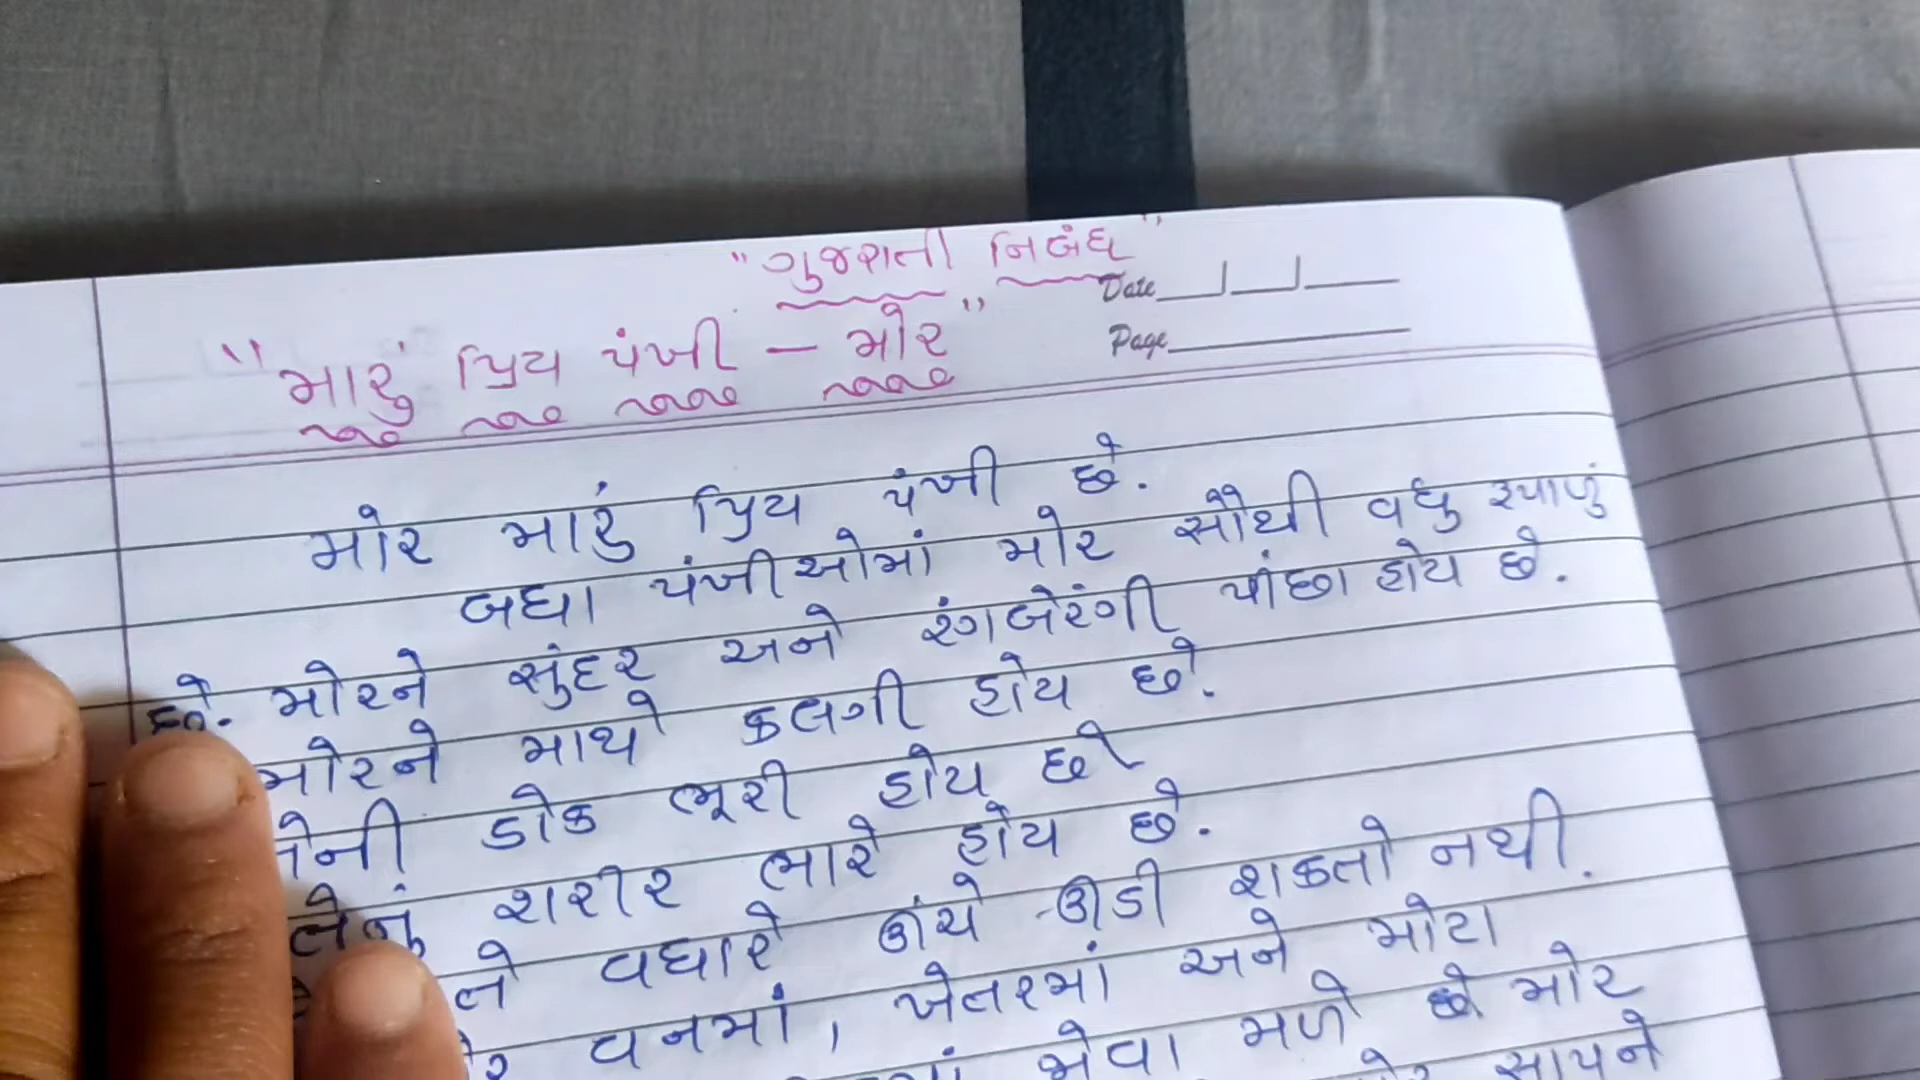 "ગુજરાતી નિબંધ"
Date
"મારું પ્રિય પંખી - મોર"
Page
મોર મારું પ્રિય પંખી છે.
બધા પંખીઓમાં મોર સૌથી વધુ રૂપાળું
છે. મોરને સુંદર અને રંગબેરંગી પીંછા હોય છે.
મોરને માથે કલગી હોય છે.
તેની ડોક ભૂરી હોય છે
તેનું શરીર ભારે હોય છે.
તે વધારે ઊંચે ઊડી શકતો નથી.
વનમાં, ખેતરમાં અને મોટા
જોવા મળે છે મોર
સાપને